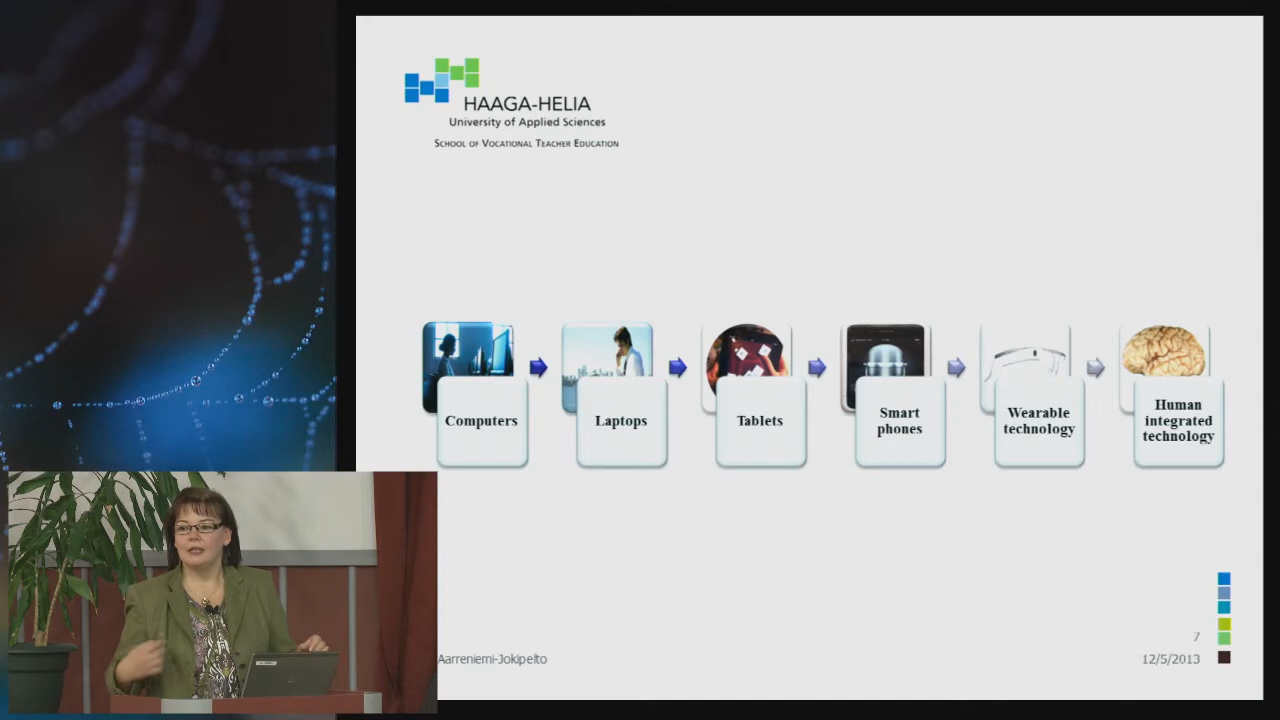 HAAGA-HELIA
University of Applied Sciences
SCHOOL OF VOCATIONAL TEACHER EDUCATION
Computers
Laptops
Tablets
Smart
phones
Wearable
technology
Human
integrated
technology
Aarreniemi-Jokipelto
7
12/5/2013